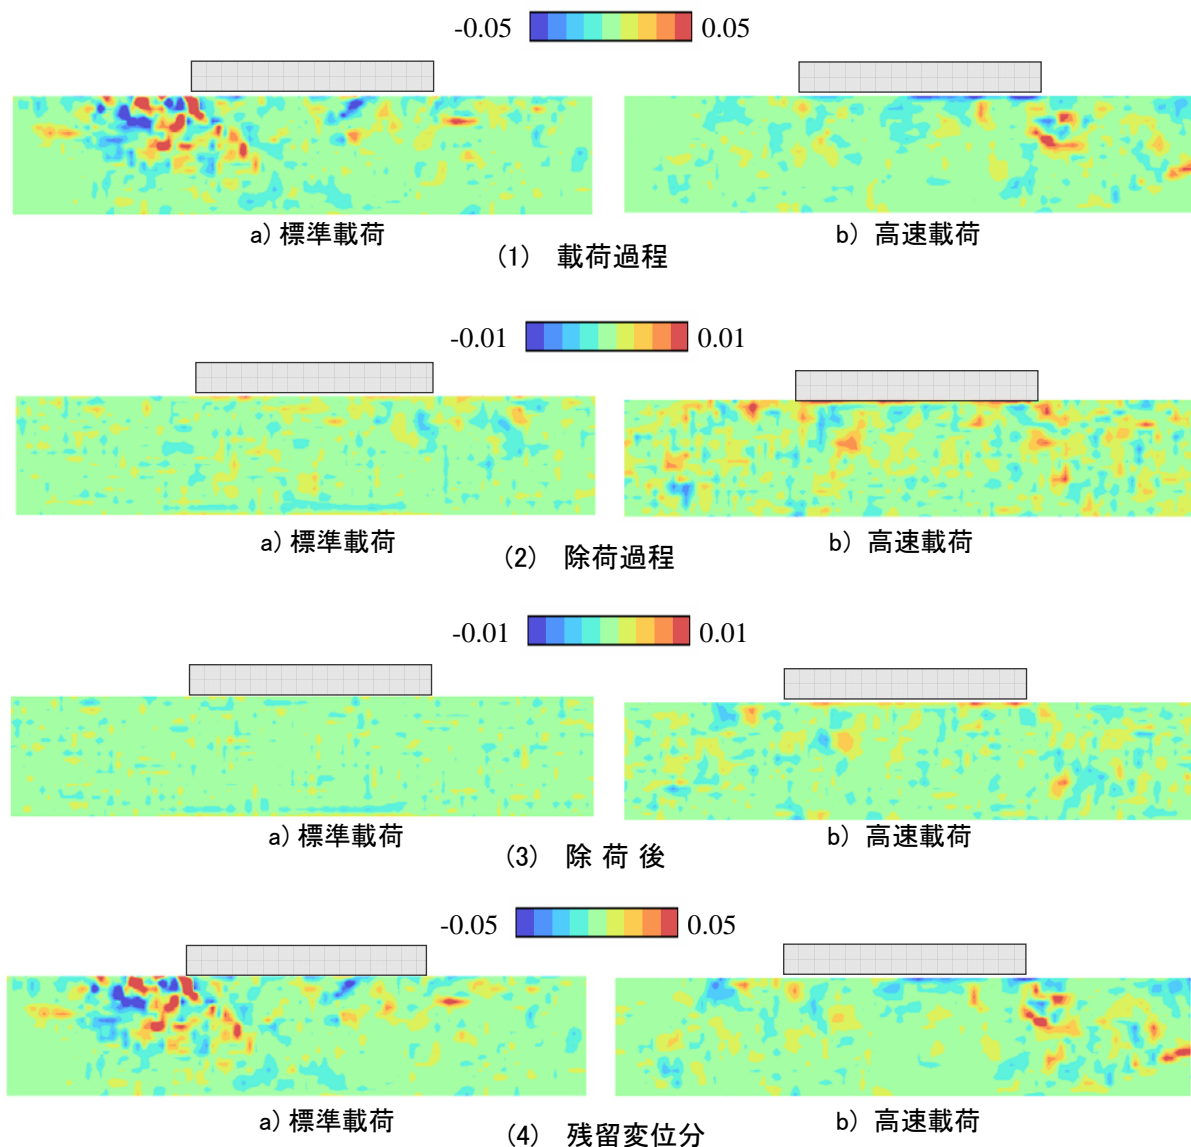 -0.05 0.05
a) 標準載荷 b) 高速載荷
(1) 載荷過程
-0.01 0.01
a) 標準載荷 b) 高速載荷
(2) 除荷過程
-0.01 0.01
a) 標準載荷 b) 高速載荷
(3) 除 荷 後
-0.05 0.05
a) 標準載荷 b) 高速載荷
(4) 残留変位分